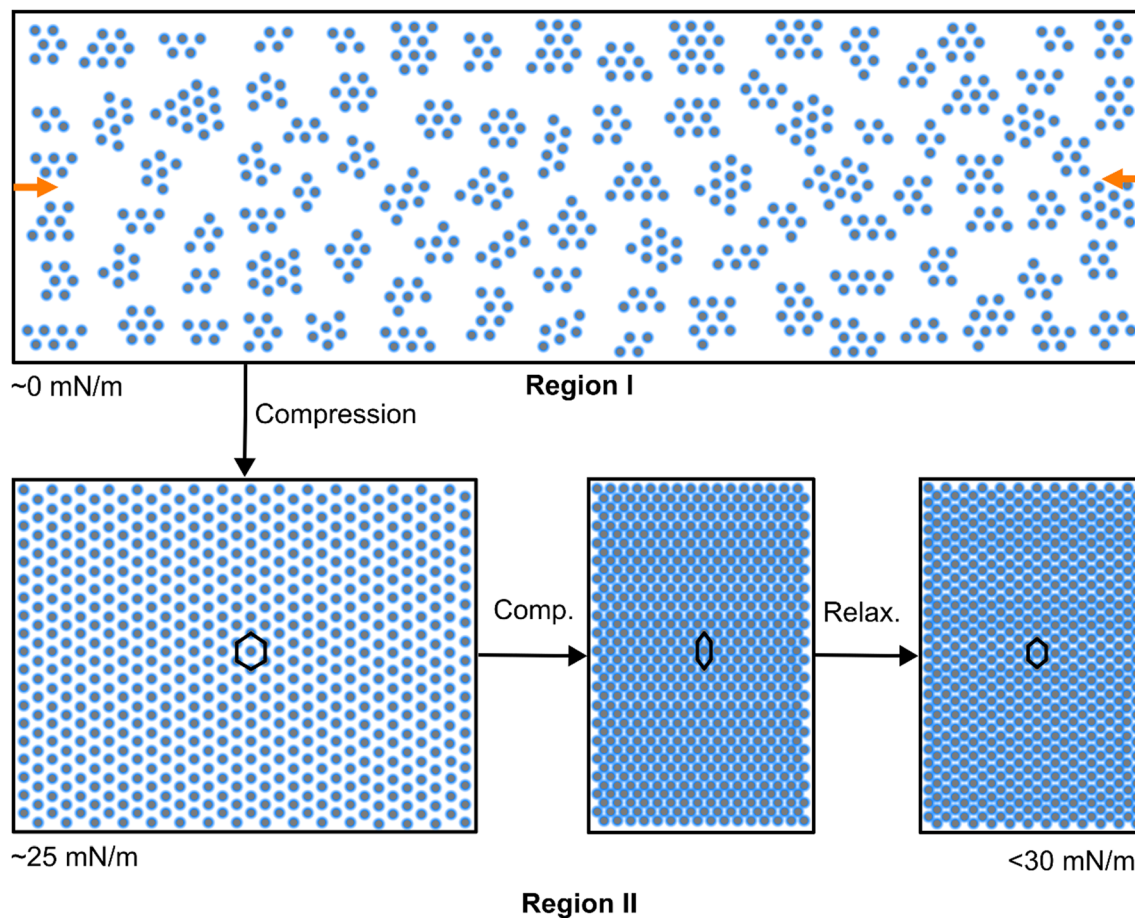 ~0 mN/m
Region I
Compression
Comp.
Relax.
~25 mN/m
<30 mN/m
Region II